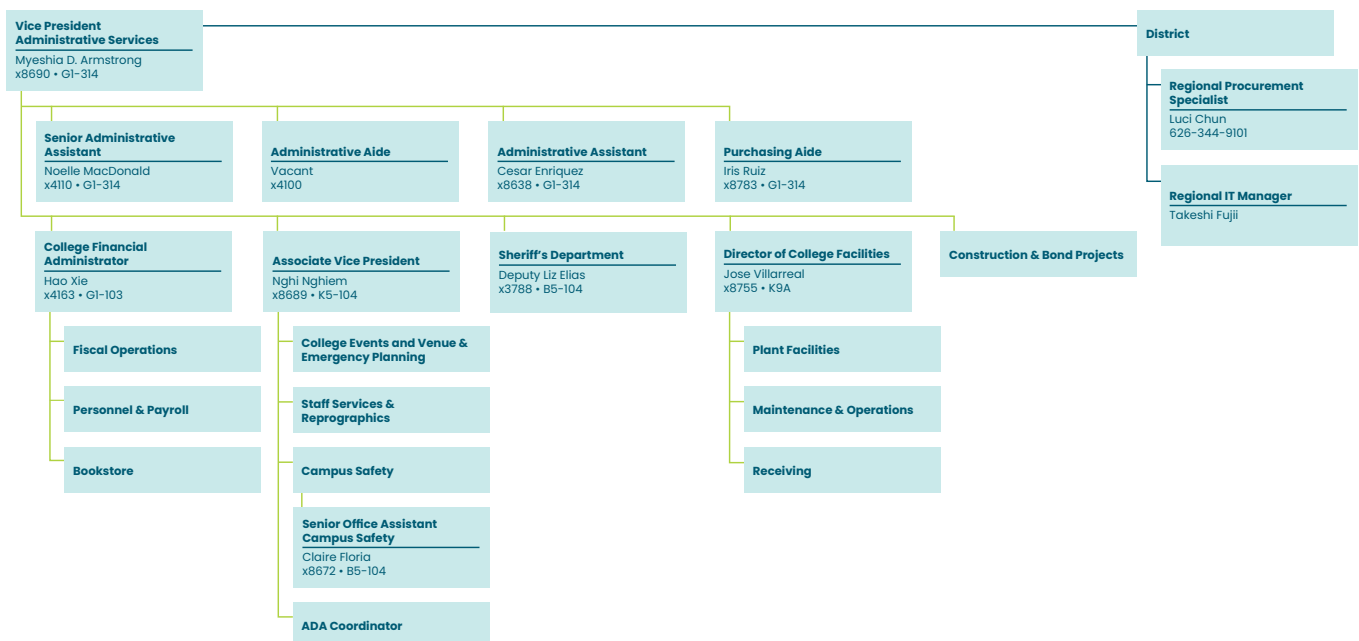 Vice President
Administrative Services
Myeshia D. Armstrong
x8690 • G1-314
District
Regional Procurement
Specialist
Luci Chun
626-344-9101
Regional IT Manager
Takeshi Fujii
Senior Administrative
Assistant
Noelle MacDonald
x4110 • G1-314
Administrative Aide
Vacant
x4100
Administrative Assistant
Cesar Enriquez
x8638 • G1-314
Purchasing Aide
Iris Ruiz
x8783 • G1-314
College Financial
Administrator
Hao Xie
x4163 • G1-103
Fiscal Operations
Personnel & Payroll
Bookstore
Associate Vice President
Nghi Nghiem
x8689 • K5-104
College Events and Venue &
Emergency Planning
Staff Services &
Reprographics
Campus Safety
Senior Office Assistant
Campus Safety
Claire Floria
x8672 • B5-104
ADA Coordinator
Sheriff's Department
Deputy Liz Elias
x3788 • B5-104
Director of College Facilities
Jose Villarreal
x8755 • K9A
Plant Facilities
Maintenance & Operations
Receiving
Construction & Bond Projects